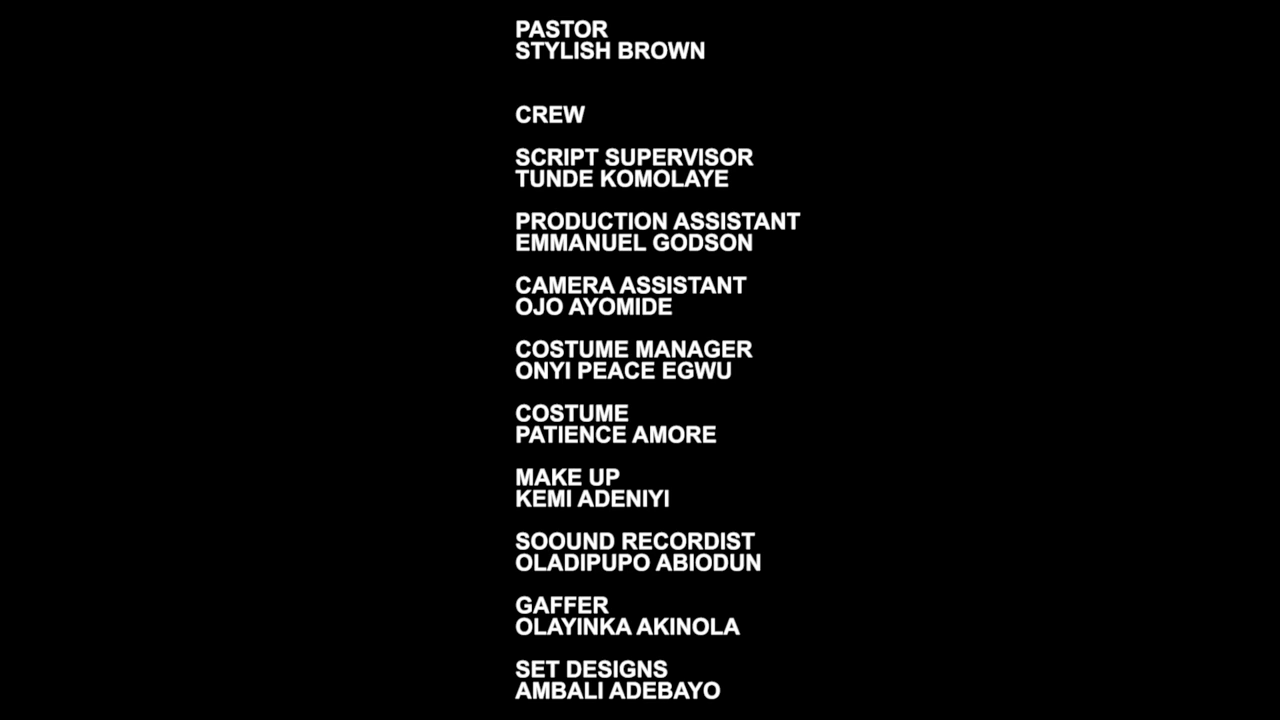 PASTOR
STYLISH BROWN
CREW
SCRIPT SUPERVISOR
TUNDE KOMOLAYE
PRODUCTION ASSISTANT
EMMANUEL GODSON
CAMERA ASSISTANT
OJO AYOMIDE
COSTUME MANAGER
ONYI PEACE EGWU
COSTUME
PATIENCE AMORE
MAKE UP
KEMI ADENIYI
SOOUND RECORDIST
OLADIPUPO ABIODUN
GAFFER
OLAYINKA AKINOLA
SET DESIGNS
AMBALI ADEBAYO